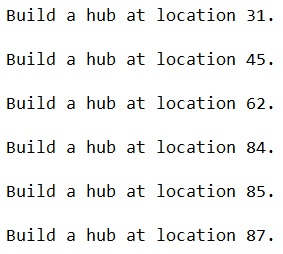 Build a hub at location 31.
Build a hub at location 45.
Build a hub at location 62.
Build a hub at location 84.
Build a hub at location 85.
Build a hub at location 87.